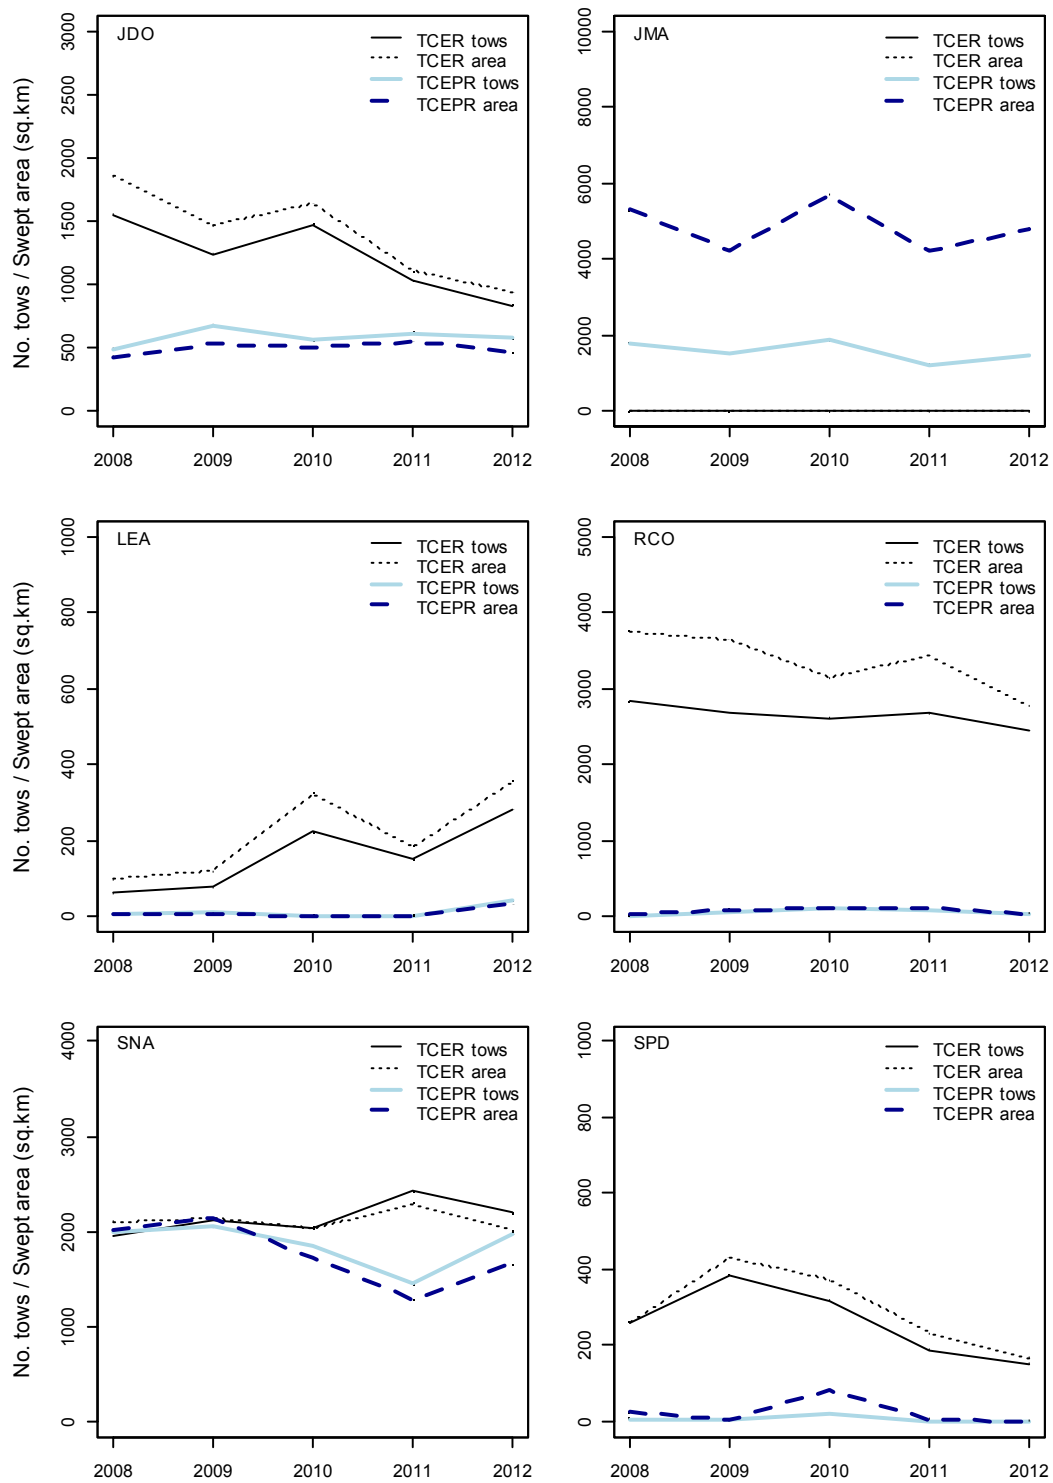 JDO
TCER tows
TCER area
TCEPR tows
TCEPR area
No. tows / Swept area (sq.km)
3000
2500
2000
1500
1000
500
0
2008 2009 2010 2011 2012
JMA
TCER tows
TCER area
TCEPR tows
TCEPR area
10000
8000
6000
4000
2000
0
2008 2009 2010 2011 2012
LEA
TCER tows
TCER area
TCEPR tows
TCEPR area
No. tows / Swept area (sq.km)
1000
800
600
400
200
0
2008 2009 2010 2011 2012
RCO
TCER tows
TCER area
TCEPR tows
TCEPR area
5000
4000
3000
2000
1000
0
2008 2009 2010 2011 2012
SNA
TCER tows
TCER area
TCEPR tows
TCEPR area
No. tows / Swept area (sq.km)
4000
3000
2000
1000
0
2008 2009 2010 2011 2012
SPD
TCER tows
TCER area
TCEPR tows
TCEPR area
1000
800
600
400
200
0
2008 2009 2010 2011 2012